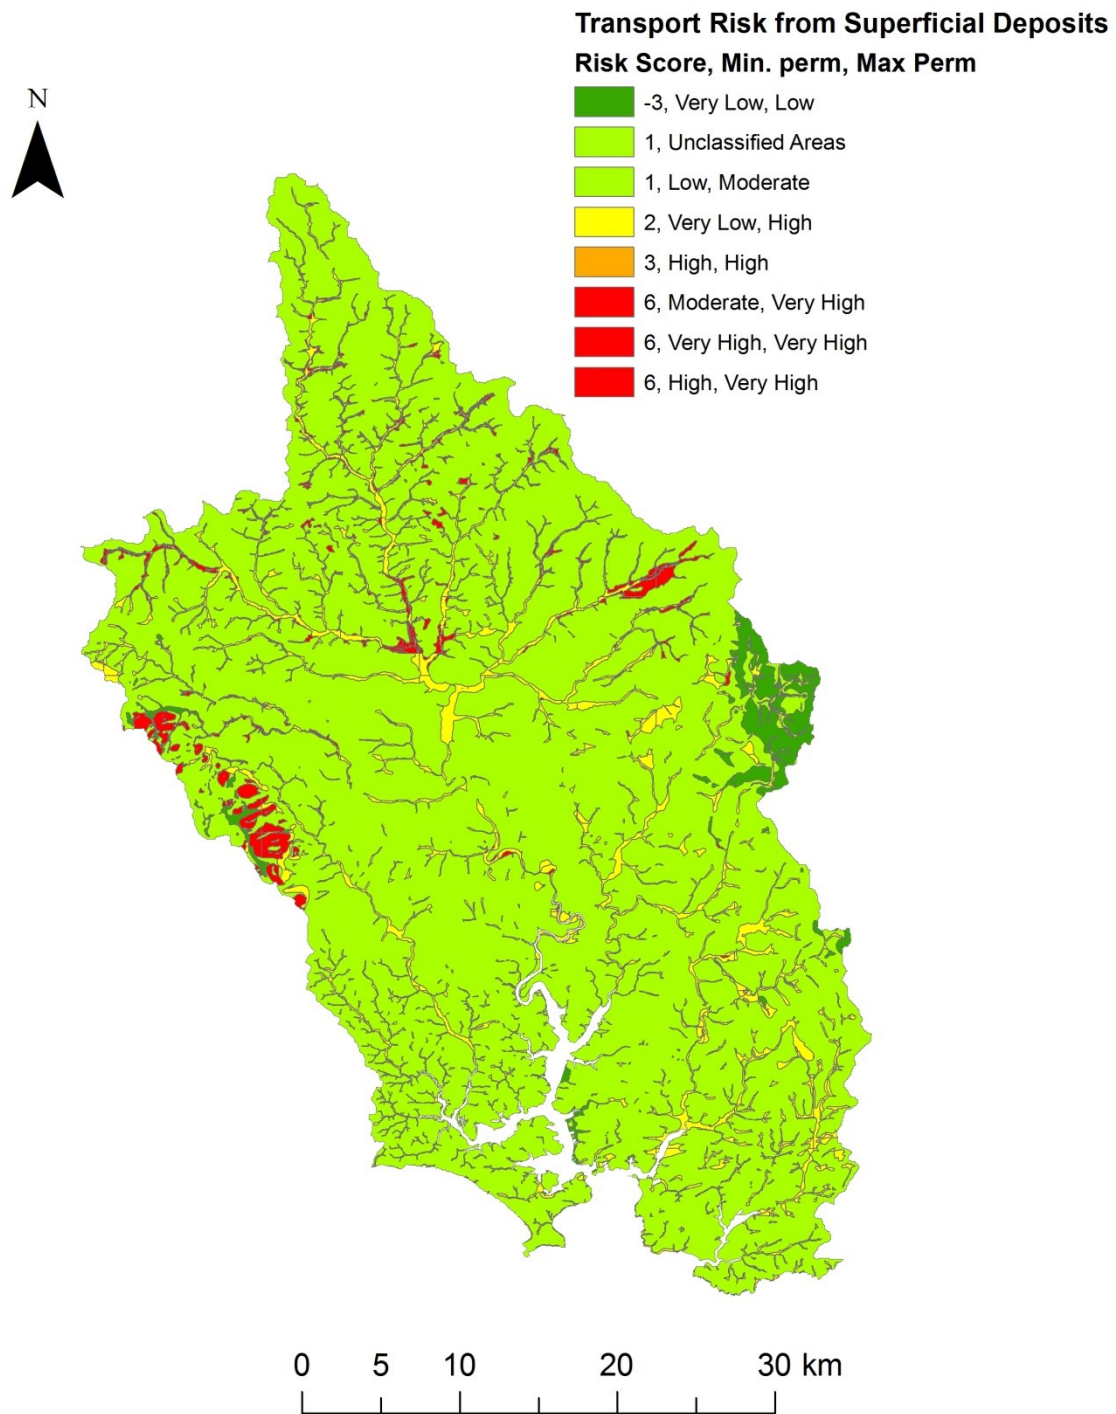 Transport Risk from Superficial Deposits
Risk Score, Min. perm, Max Perm
N
-3, Very Low, Low
1, Unclassified Areas
1, Low, Moderate
2, Very Low, High
3, High, High
6, Moderate, Very High
6, Very High, Very High
6, High, Very High
0 5 10 20 30 km